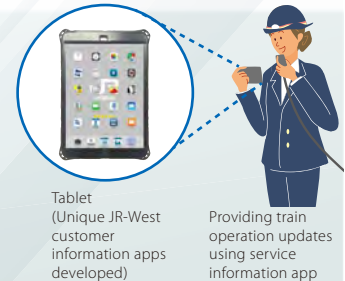 Tablet
(Unique JR-West
customer
information apps
developed)
Providing train
operation updates
using service
information app